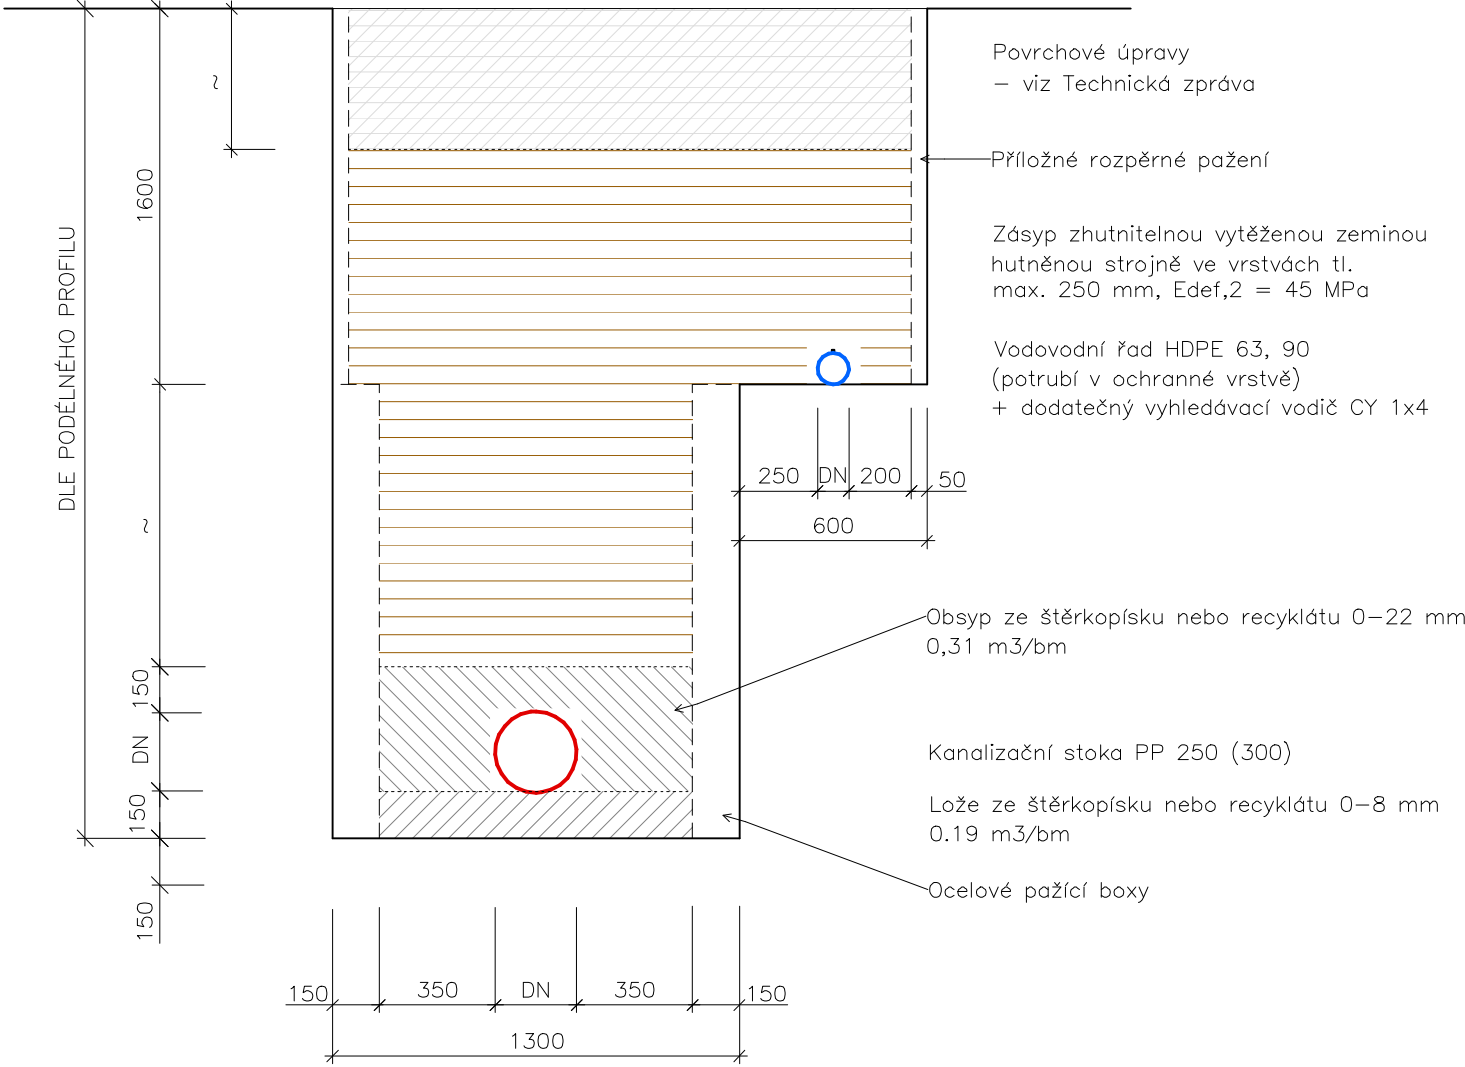 Povrchové úpravy
– viz Technická zpráva
~
Příložné rozpěrné pažení
1600
Zásyp zhutnitelnou vytěženou zeminou
hutněnou strojně ve vrstvách tl.
max. 250 mm, Edef,2 = 45 MPa
DLE PODÉLNÉHO PROFILU
Vodovodní řad HDPE 63, 90
(potrubí v ochranné vrstvě)
+ dodatečný vyhledávací vodič CY 1x4
250 DN 200 50
600
~
Obsyp ze štěrkopísku nebo recyklátu 0–22 mm
0,31 m3/bm
150
DN
Kanalizační stoka PP 250 (300)
150
Lože ze štěrkopísku nebo recyklátu 0–8 mm
0.19 m3/bm
Ocelové pažící boxy
150
150 350 DN 350 150
1300